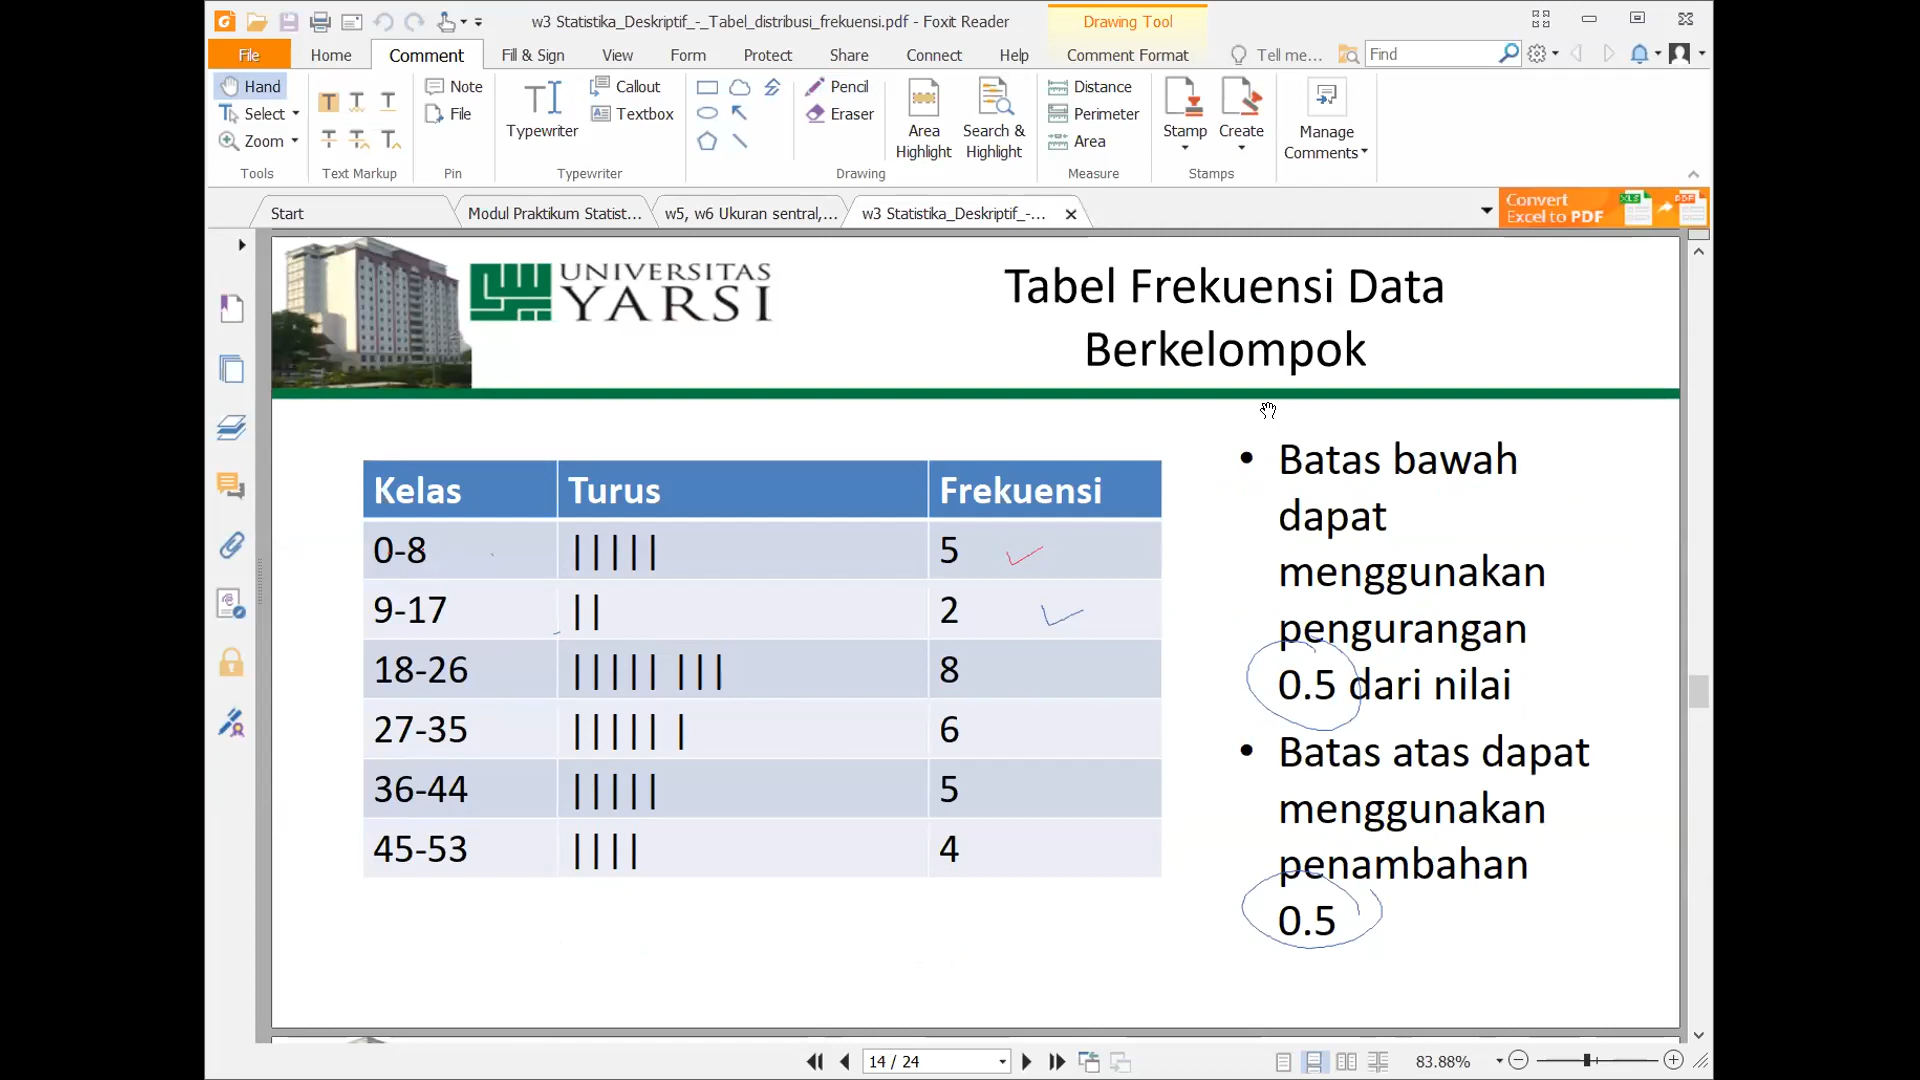 w3 Statistika_Deskriptif_-_Tabel_distribusi_frekuensi.pdf - Foxit Reader
Drawing Tool
File Home Comment Fill & Sign View Form Protect Share Connect Help Comment Format Tell me... Find
Hand
Select
Zoom
Tools
Text Markup
Note
File
Pin
Typewriter
Callout
Textbox
Typewriter
Pencil
Eraser
Area Highlight
Search & Highlight
Drawing
Distance
Perimeter
Area
Measure
Stamp
Create
Stamps
Manage Comments
Start
Modul Praktikum Statist...
w5, w6 Ukuran sentral,...
w3 Statistika_Deskriptif_-...
Convert
Excel to PDF
UNIVERSITAS
YARSI
Tabel Frekuensi Data
Berkelompok
Kelas Turus Frekuensi
0-8 ||||| 5
9-17 || 2
18-26 ||||| ||| 8
27-35 ||||| | 6
36-44 ||||| 5
45-53 |||| 4
• Batas bawah
dapat
menggunakan
pengurangan
0.5 dari nilai
• Batas atas dapat
menggunakan
penambahan
0.5
14 / 24
83.88%